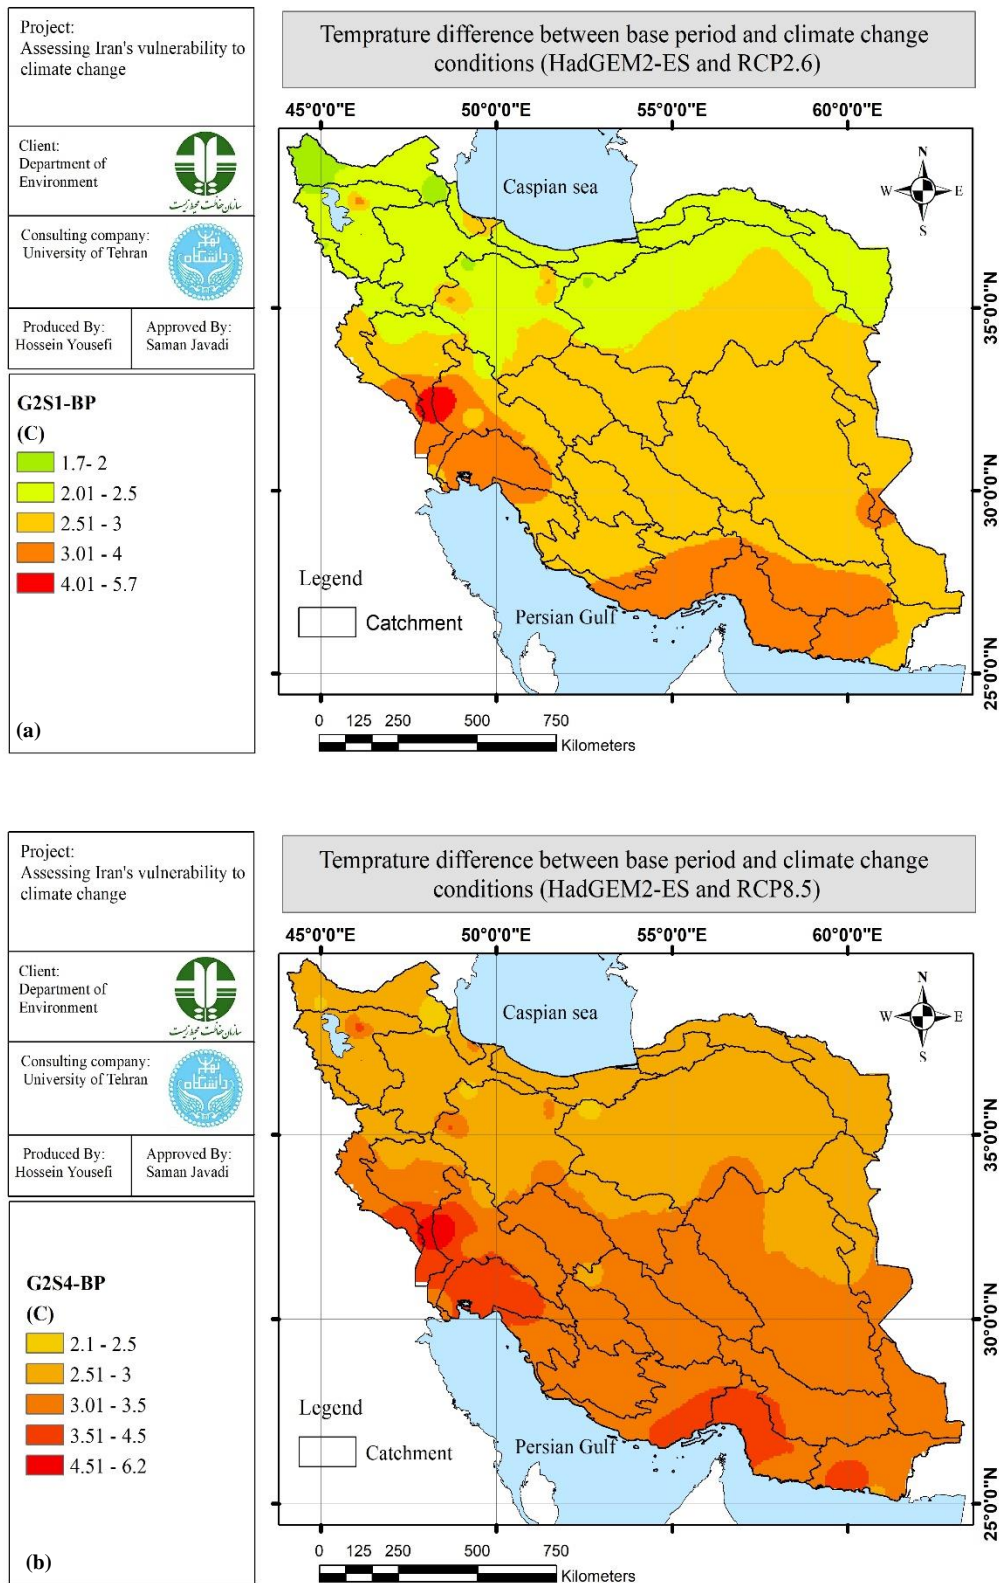 Project:
Assessing Iran's vulnerability to
climate change
Client:
Department of
Environment
سازمان حفاظت محیط زیست
Consulting company:
University of Tehran
Produced By:
Hossein Yousefi
Approved By:
Saman Javadi
G2S1-BP
(C)
1.7- 2
2.01 - 2.5
2.51 - 3
3.01 - 4
4.01 - 5.7
(a)
Temprature difference between base period and climate change
conditions (HadGEM2-ES and RCP2.6)
45°0'0"E 50°0'0"E 55°0'0"E 60°0'0"E
Caspian sea
N
W E
S
35°0'0"N
30°0'0"N
25°0'0"N
Legend
Catchment
Persian Gulf
0 125 250 500 750
Kilometers
Project:
Assessing Iran's vulnerability to
climate change
Client:
Department of
Environment
سازمان حفاظت محیط زیست
Consulting company:
University of Tehran
Produced By:
Hossein Yousefi
Approved By:
Saman Javadi
G2S4-BP
(C)
2.1 - 2.5
2.51 - 3
3.01 - 3.5
3.51 - 4.5
4.51 - 6.2
(b)
Temprature difference between base period and climate change
conditions (HadGEM2-ES and RCP8.5)
45°0'0"E 50°0'0"E 55°0'0"E 60°0'0"E
Caspian sea
N
W E
S
35°0'0"N
30°0'0"N
25°0'0"N
Legend
Catchment
Persian Gulf
0 125 250 500 750
Kilometers